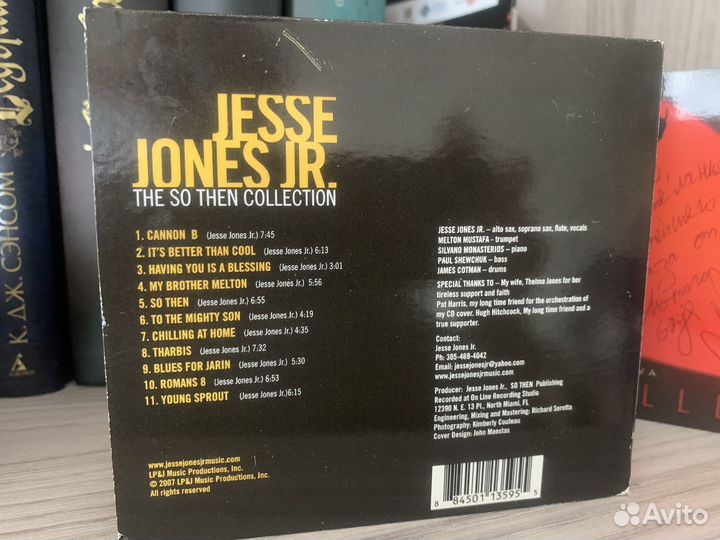 JESSE
JONES JR.
THE SO THEN COLLECTION
1. CANNON B (Jesse Jones Jr.) 7:45
2. IT'S BETTER THAN COOL (Jesse Jones Jr.) 6:13
3. HAVING YOU IS A BLESSING (Jesse Jones Jr.) 3:01
4. MY BROTHER MELTON (Jesse Jones Jr.) 5:56
5. SO THEN (Jesse Jones Jr.) 6:55
6. TO THE MIGHTY SON (Jesse Jones Jr.) 4:19
7. CHILLING AT HOME (Jesse Jones Jr.) 4:35
8. THARBIS (Jesse Jones Jr.) 7:32
9. BLUES FOR JARIN (Jesse Jones Jr.) 5:30
10. ROMANS 8 (Jesse Jones Jr.) 6:53
11. YOUNG SPROUT (Jesse Jones Jr.)6:15
www.jessejonesjrmusic.com
LP&J Music Productions, Inc.
© 2007 LP&J Music Productions, Inc.
All rights reserved
JESSE JONES JR. – alto sax, soprano sax, flute, vocals
MELTON MUSTAFA - trumpet
SILVANO MONASTERIOS – piano
PAUL SHEWCHUK – bass
JAMES COTMAN – drums
SPECIAL THANKS TO – My wife, Thelma Jones for her
tireless support and faith
Pat Harris, my long time friend for the orchestration of
my CD cover. Hugh Hitchcock, My long time friend and a
true supporter.
Contact:
Jesse Jones Jr.
Ph: 305-469-4042
Email: jessejonesjr@yahoo.com
www.jessejonesjrmusic.com
Producer: Jesse Jones Jr., SO THEN Publishing
Recorded at On Line Recording Studio
12390 N. E. 13 Pl., North Miami, FL
Engineering, Mixing and Mastering: Richard Serotta
Photography: Kimberly Couteau
Cover Design: John Maestas
8 84501 13595 5
К. ДЖ. СЭНСОМ
Avito